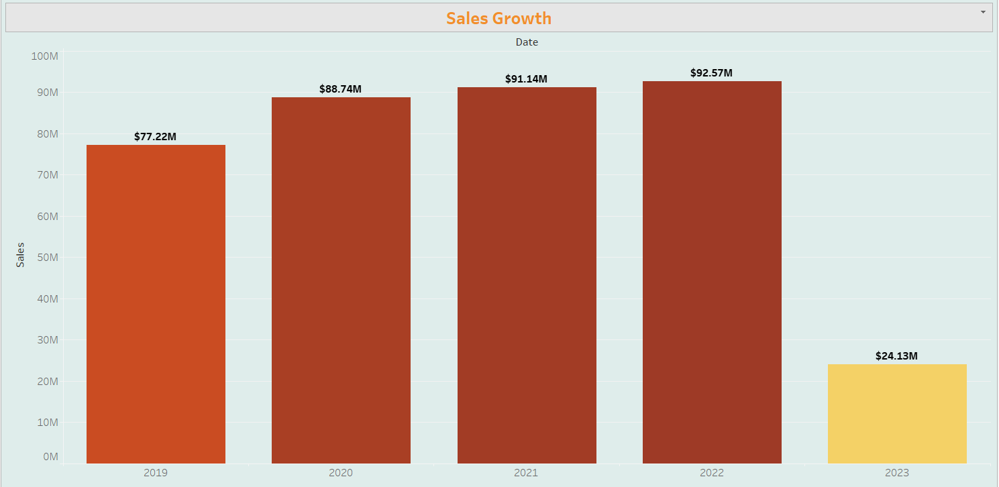 Sales Growth
Date
Sales
100M
90M
80M
70M
60M
50M
40M
30M
20M
10M
0M
$77.22M
$88.74M
$91.14M
$92.57M
$24.13M
2019
2020
2021
2022
2023